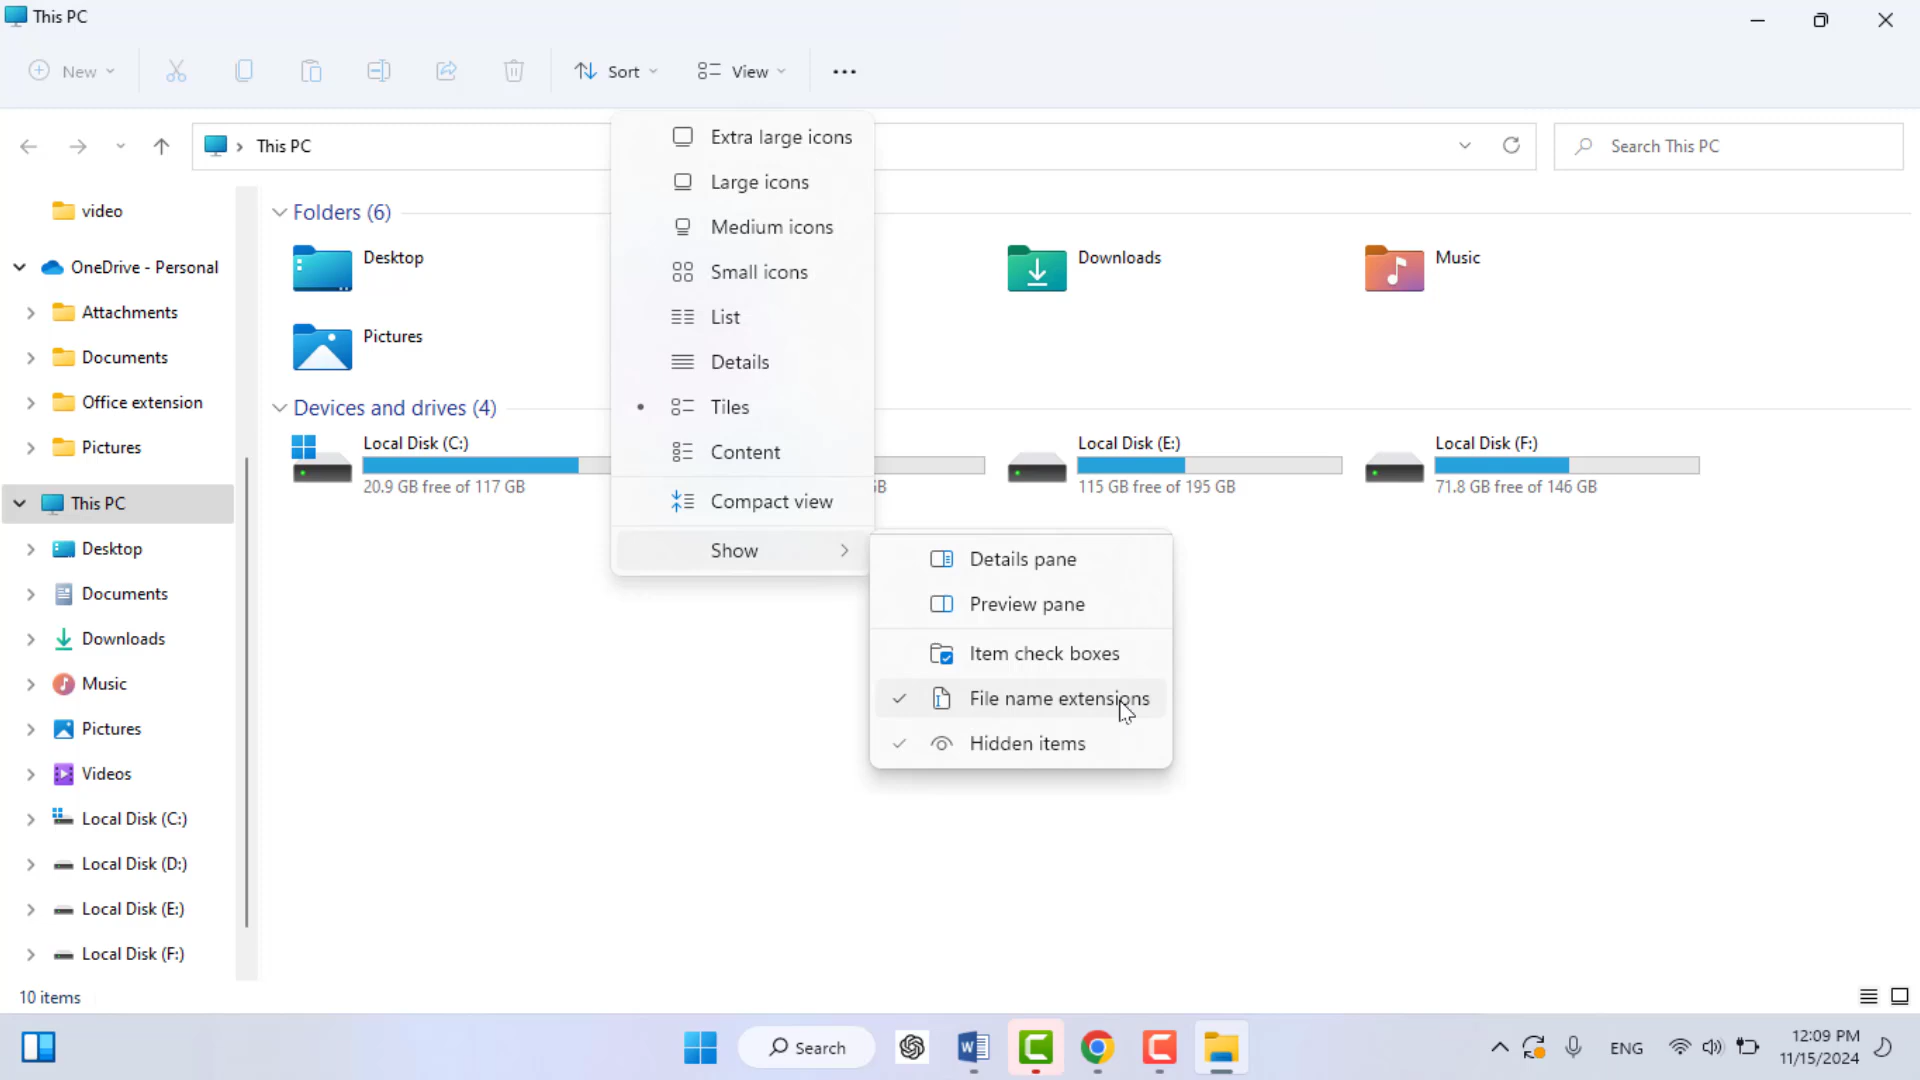 This PC
New
Sort
View
This PC
Search This PC
video
OneDrive - Personal
Attachments
Documents
Office extension
Pictures
This PC
Desktop
Documents
Downloads
Music
Pictures
Videos
Local Disk (C:)
Local Disk (D:)
Local Disk (E:)
Local Disk (F:)
Folders (6)
Desktop
Downloads
Music
Pictures
Devices and drives (4)
Local Disk (C:)
20.9 GB free of 117 GB
Local Disk (E:)
115 GB free of 195 GB
Local Disk (F:)
71.8 GB free of 146 GB
Extra large icons
Large icons
Medium icons
Small icons
List
Details
Tiles
Content
Compact view
Show
Details pane
Preview pane
Item check boxes
File name extensions
Hidden items
10 items
Search
ENG
12:09 PM
11/15/2024